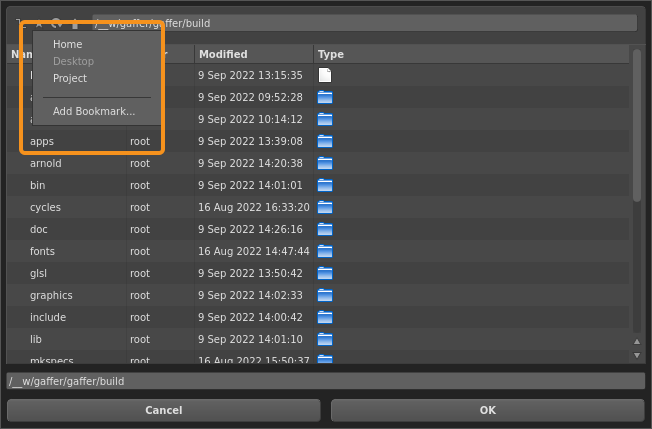 /__w/gaffer/gaffer/build
Home
Desktop
Project
Add Bookmark...
Modified Type
9 Sep 2022 13:15:35
9 Sep 2022 09:52:28
9 Sep 2022 10:14:12
apps root 9 Sep 2022 13:39:08
arnold root 9 Sep 2022 14:20:38
bin root 9 Sep 2022 14:01:01
cycles root 16 Aug 2022 16:33:20
doc root 9 Sep 2022 14:26:16
fonts root 16 Aug 2022 14:47:44
glsl root 9 Sep 2022 13:50:42
graphics root 9 Sep 2022 14:02:33
include root 9 Sep 2022 14:00:42
lib root 9 Sep 2022 14:01:10
mkspecs root 16 Aug 2022 15:50:37
/__w/gaffer/gaffer/build
Cancel OK